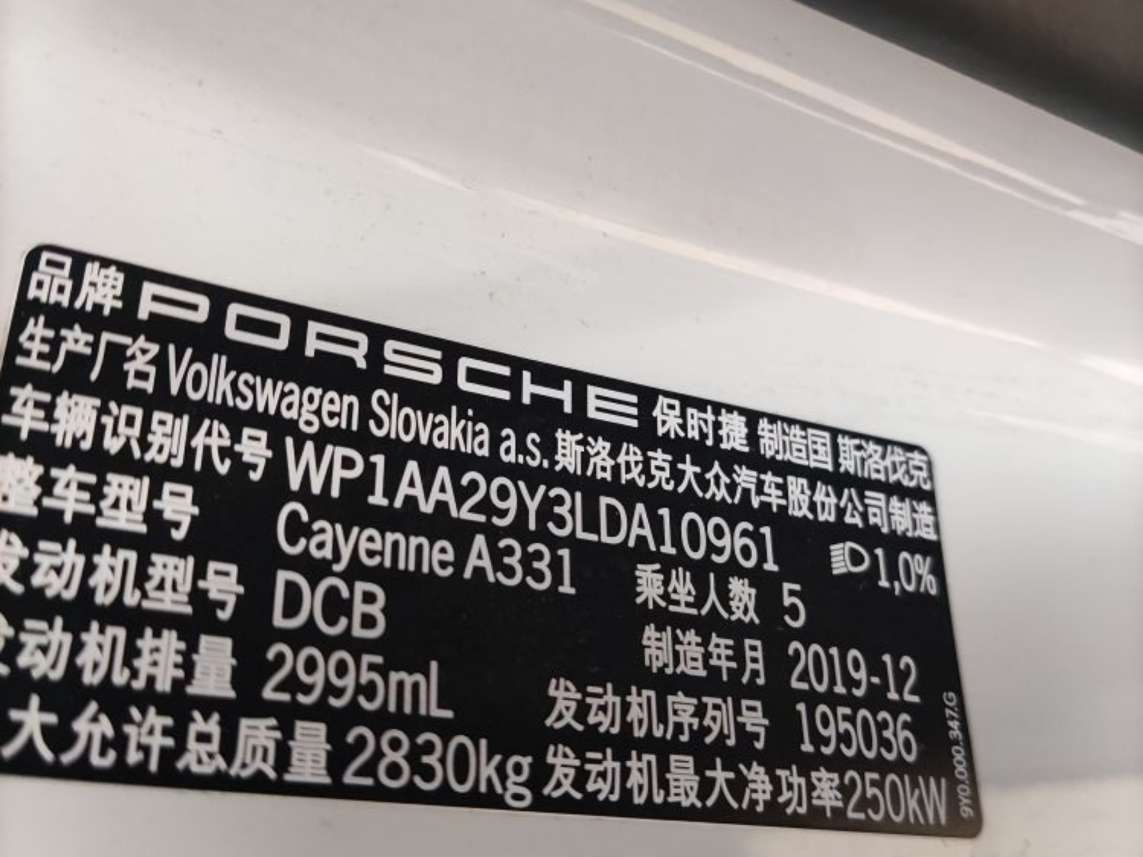 品牌 PORSCHE 保时捷 制造国 斯洛伐克
生产厂名 Volkswagen Slovakia a.s. 斯洛伐克大众汽车股份公司制造
车辆识别代号 WP1AA29Y3LDA10961 1,0%
整车型号 Cayenne A331 乘坐人数 5
发动机型号 DCB 制造年月 2019-12
发动机排量 2995mL 发动机序列号 195036
大允许总质量 2830kg 发动机最大净功率 250kW
9Y0.000.347.G